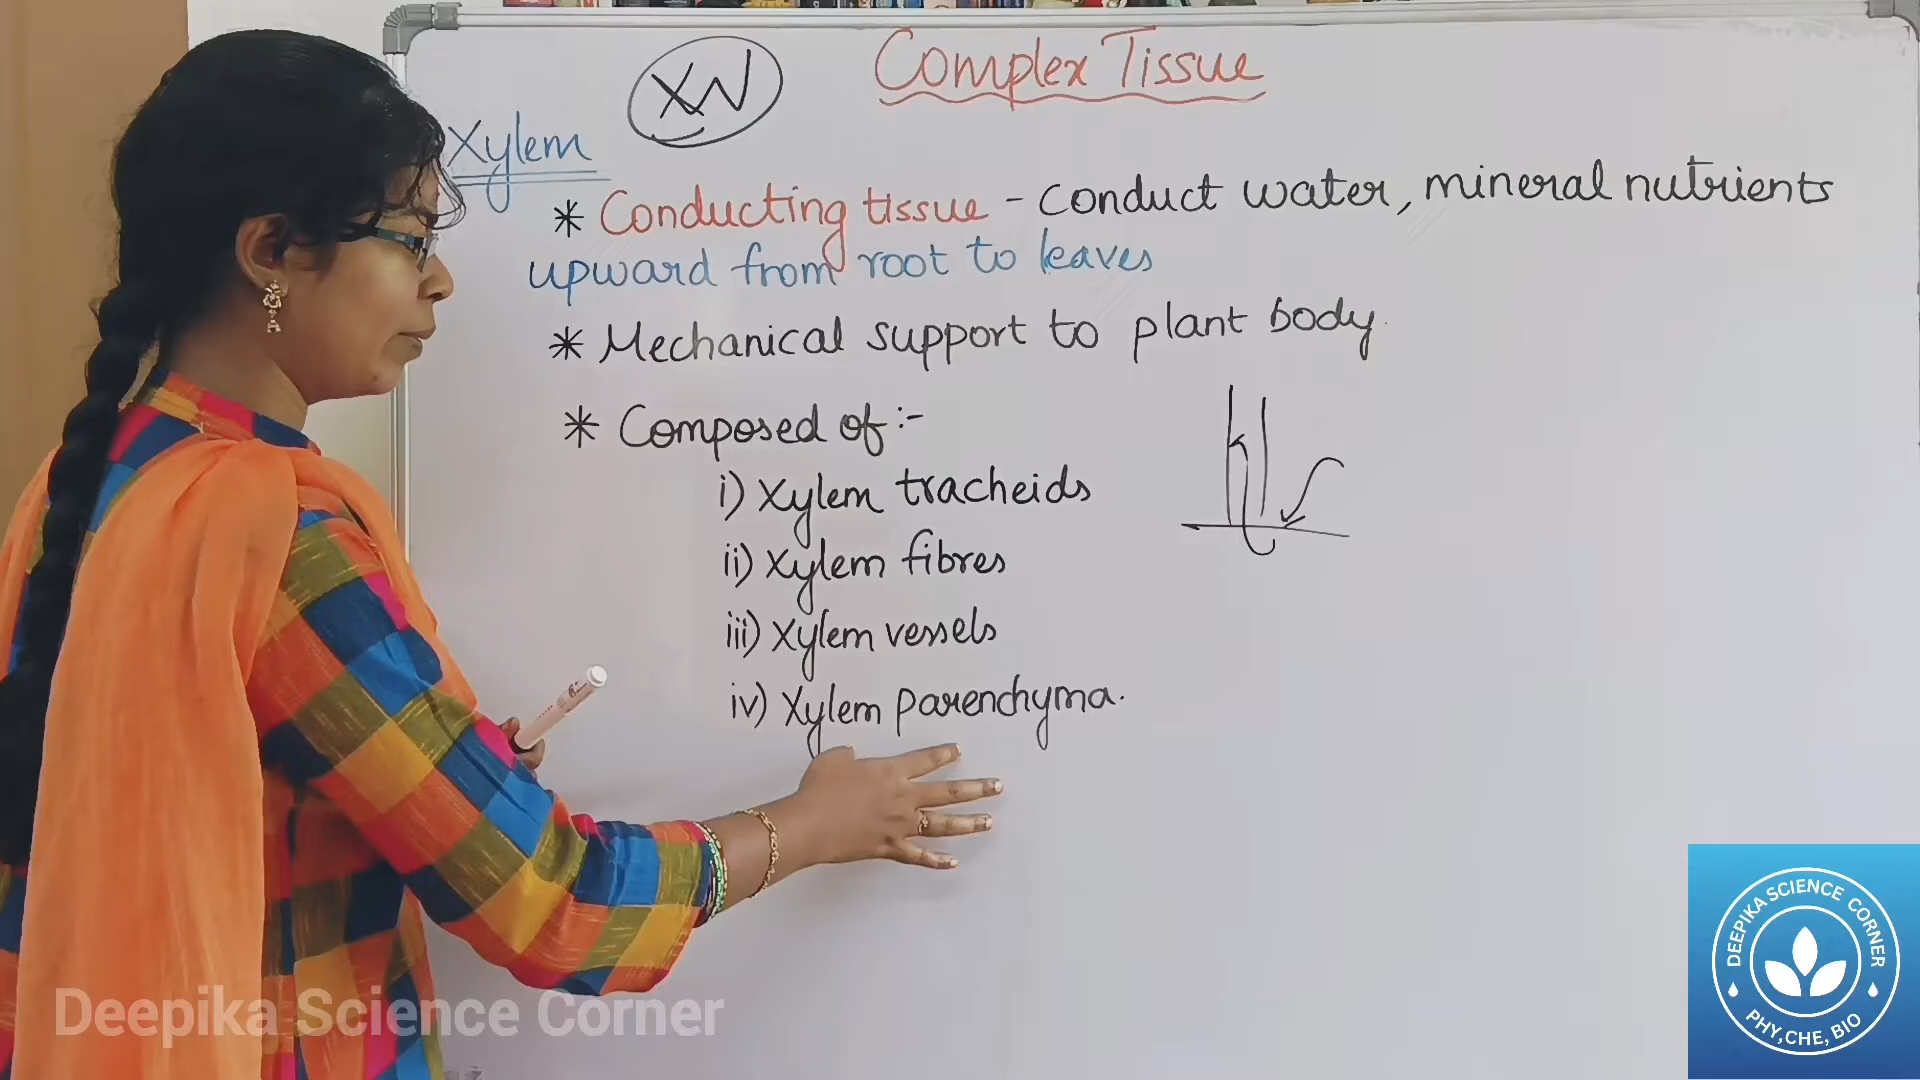 Complex Tissue
XW
Xylem
* Conducting tissue - conduct water, mineral nutrients
upward from root to leaves
* Mechanical support to plant body.
* Composed of :-
i) Xylem tracheids
ii) Xylem fibres
iii) Xylem vessels
iv) Xylem parenchyma.
DEEPIKA SCIENCE CORNER
PHY,CHE, BIO
Deepika Science Corner